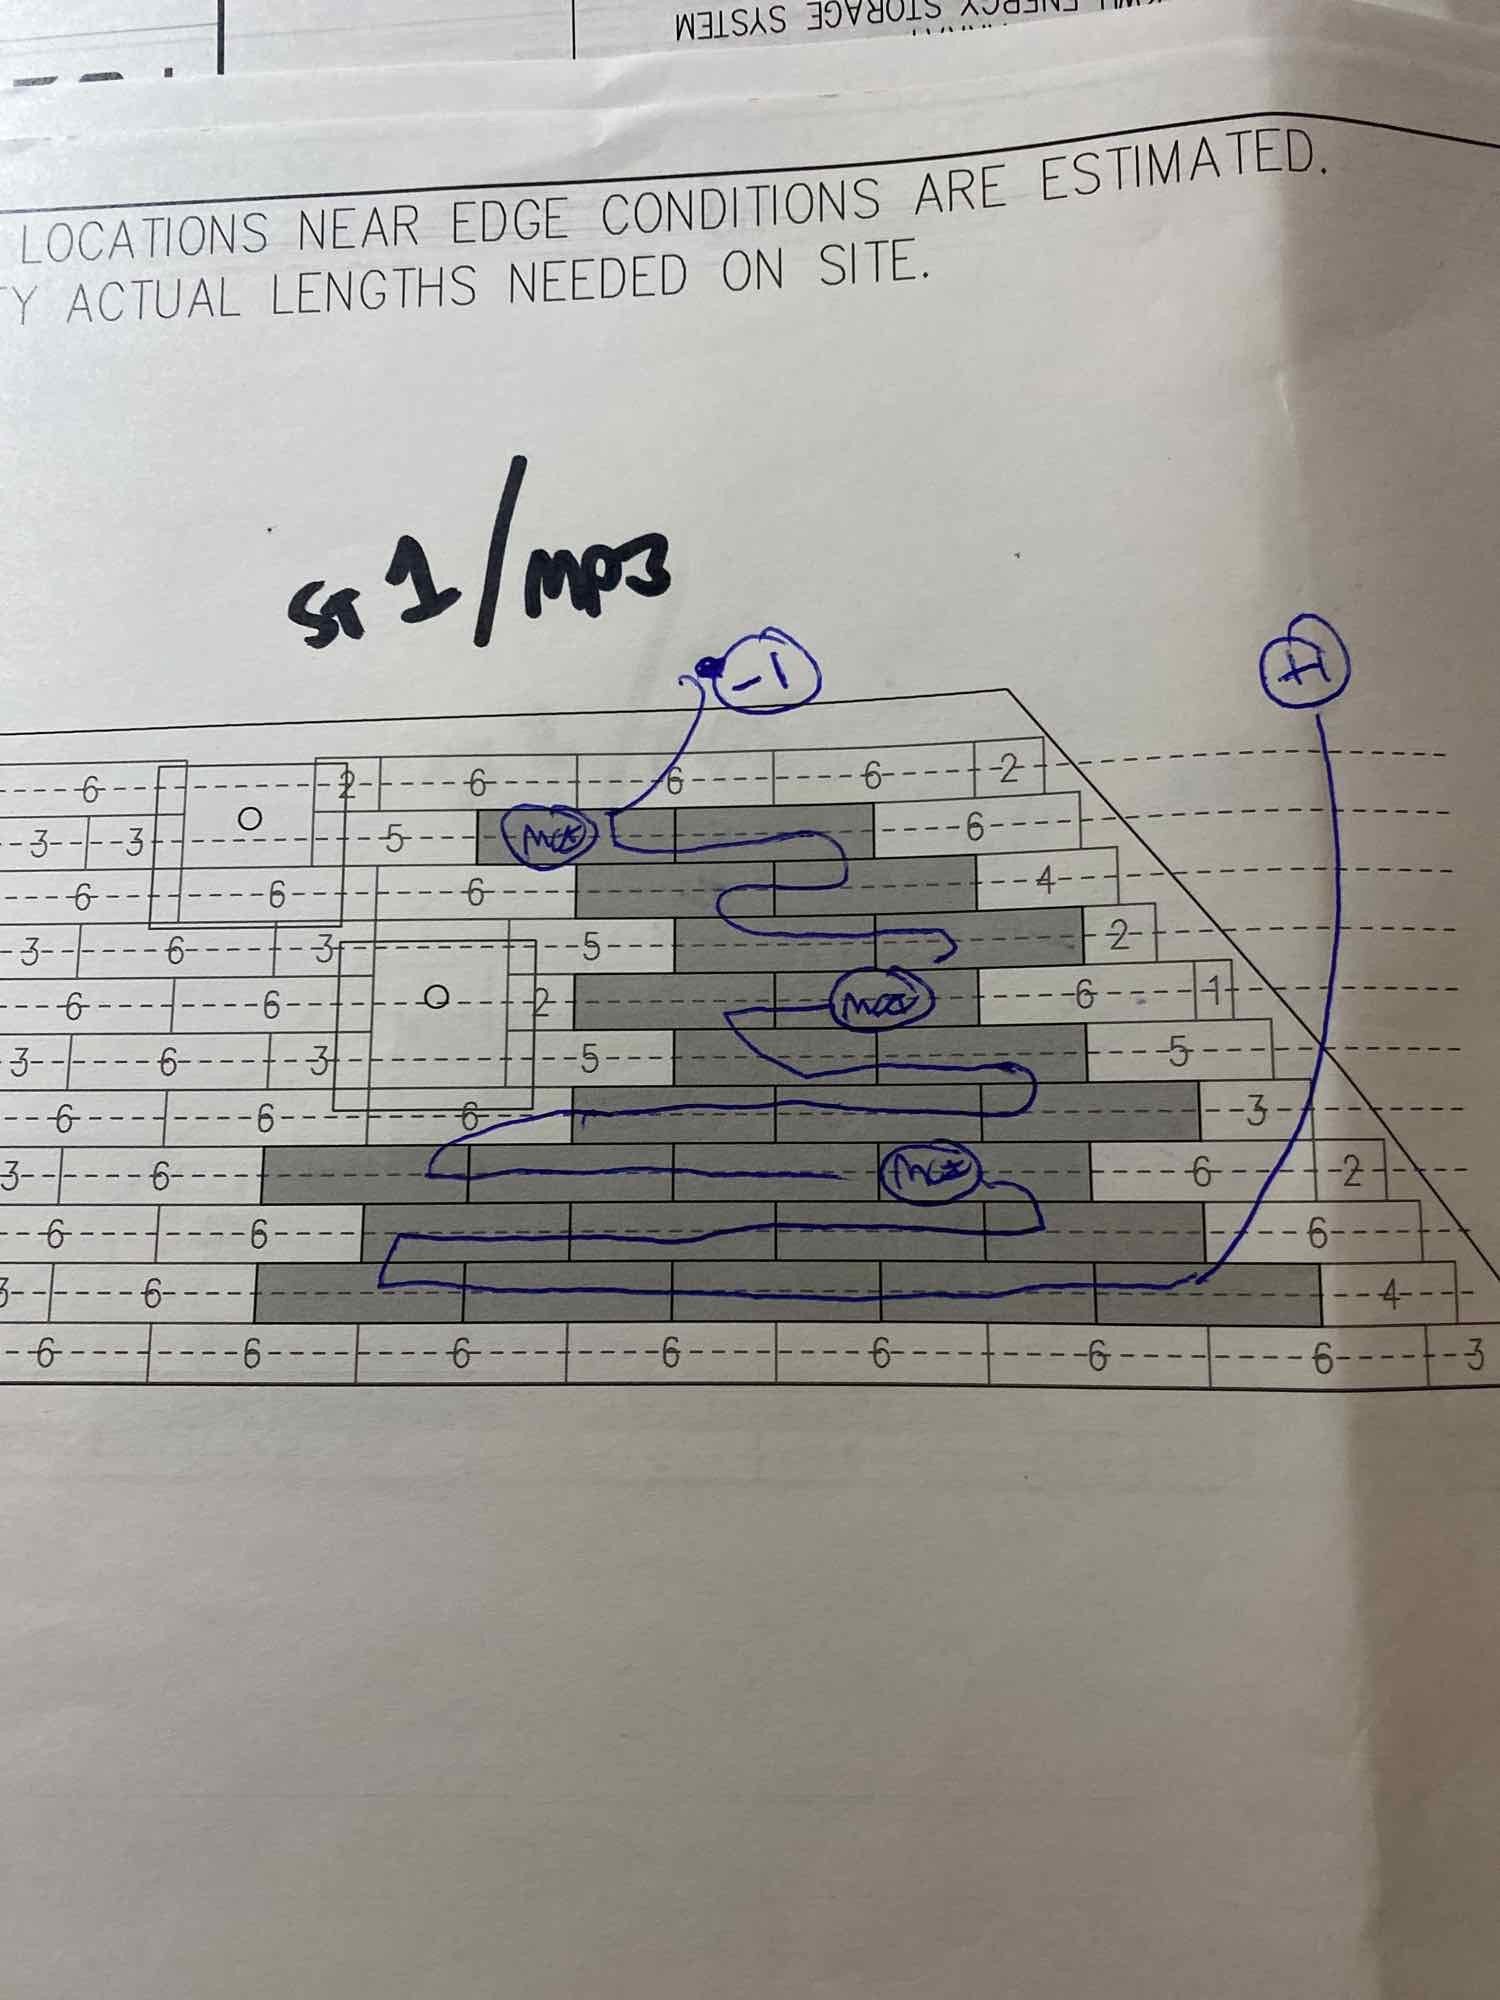 ENERGY STORAGE SYSTEM
LOCATIONS NEAR EDGE CONDITIONS ARE ESTIMATED.
Y ACTUAL LENGTHS NEEDED ON SITE.
ST 1/MP3
-1
+1
6 2 6 6 6 2
3 3 5 6
6 6 6 4
3 6 3 5 2
6 6 2 6 1
3 6 3 5 5
6 6 6 3
3 6 6 2
6 6 6
3 6 4
6 6 6 6 6 6 6 3